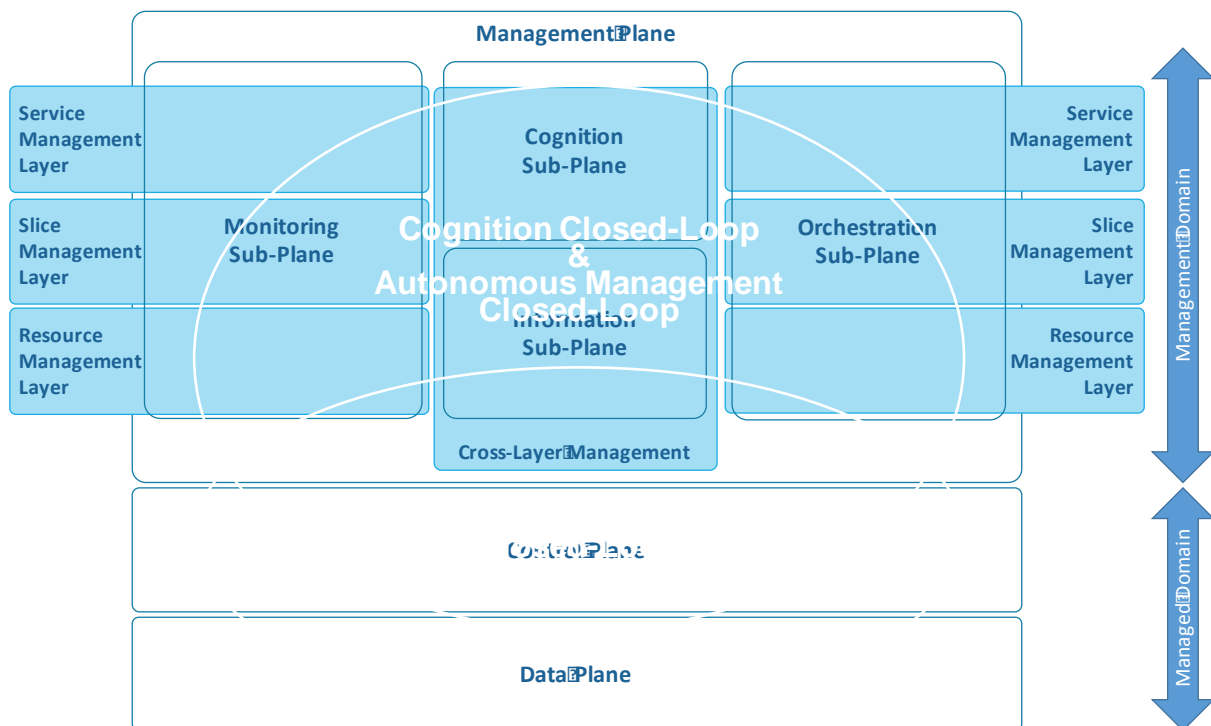 Management Plane
Service
Management
Layer
Cognition
Sub-Plane
Service
Management
Layer
Slice
Management
Layer
Monitoring
Sub-Plane
Cognition Closed-Loop
&
Autonomous Management
Closed-Loop
Orchestration
Sub-Plane
Slice
Management
Layer
Resource
Management
Layer
Information
Sub-Plane
Resource
Management
Layer
Cross-Layer Management
Control Plane
Data Plane
Management Domain
Managed Domain